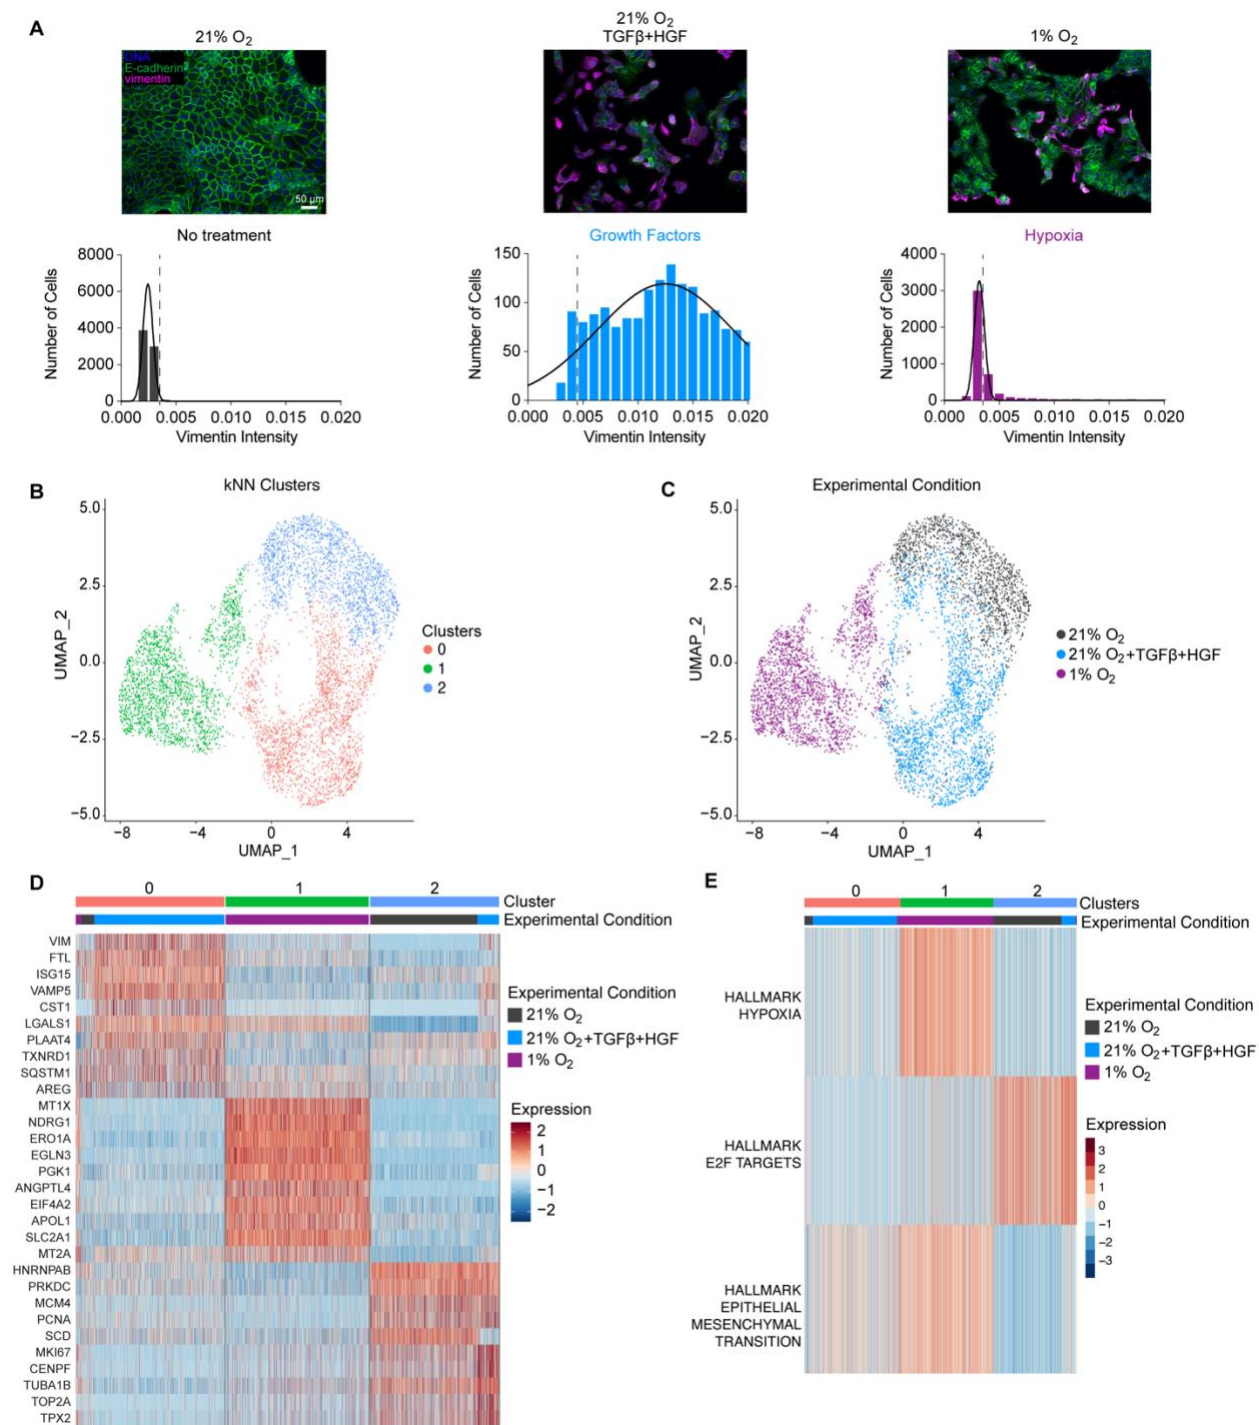 A
21% O₂
21% O₂
TGFβ+HGF
1% O₂
DNA
E-cadherin
vimentin
50 µm
No treatment
Growth Factors
Hypoxia
Number of Cells
8000
6000
4000
2000
0
0.000 0.005 0.010 0.015 0.020
Vimentin Intensity
Number of Cells
150
100
50
0
0.000 0.005 0.010 0.015 0.020
Vimentin Intensity
Number of Cells
4000
3000
2000
1000
0
0.000 0.005 0.010 0.015 0.020
Vimentin Intensity
B
kNN Clusters
UMAP_2
5.0
2.5
0.0
−2.5
−5.0
−8 −4 0 4
UMAP_1
Clusters
0
1
2
C
Experimental Condition
UMAP_2
5.0
2.5
0.0
−2.5
−5.0
−8 −4 0 4
UMAP_1
21% O₂
21% O₂+TGFβ+HGF
1% O₂
D
0 1 2
Cluster
Experimental Condition
VIM
FTL
ISG15
VAMP5
CST1
LGALS1
PLAAT4
TXNRD1
SQSTM1
AREG
MT1X
NDRG1
ERO1A
EGLN3
PGK1
ANGPTL4
EIF4A2
APOL1
SLC2A1
MT2A
HNRNPAB
PRKDC
MCM4
PCNA
SCD
MKI67
CENPF
TUBA1B
TOP2A
TPX2
Experimental Condition
21% O₂
21% O₂+TGFβ+HGF
1% O₂
Expression
2
1
0
−1
−2
E
0 1 2
Clusters
Experimental Condition
HALLMARK
HYPOXIA
HALLMARK
E2F TARGETS
HALLMARK
EPITHELIAL
MESENCHYMAL
TRANSITION
Experimental Condition
21% O₂
21% O₂+TGFβ+HGF
1% O₂
Expression
3
2
1
0
−1
−2
−3